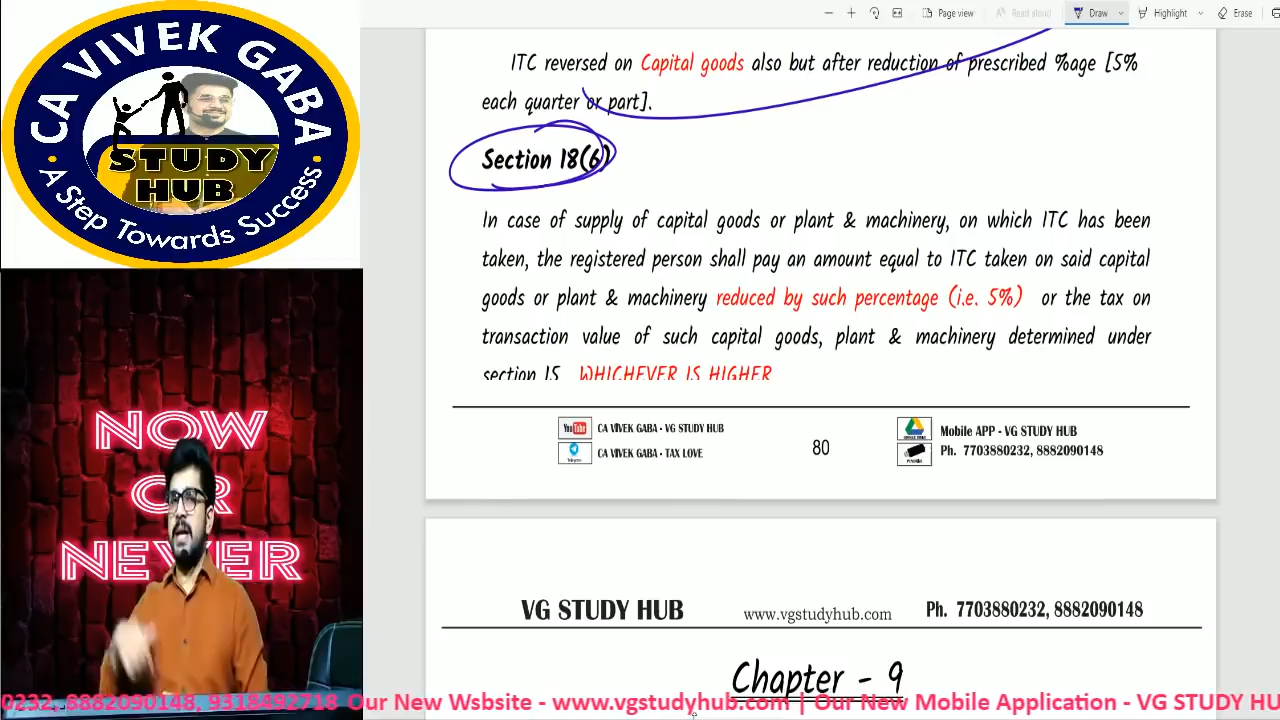 CA VIVEK GABA
STUDY
HUB
A Step Towards Success
NOW
OR
NEVER
Page view
Read aloud
Draw
Highlight
Erase
ITC reversed on Capital goods also but after reduction of prescribed %age [5%
each quarter or part].
Section 18(6)
In case of supply of capital goods or plant & machinery, on which ITC has been
taken, the registered person shall pay an amount equal to ITC taken on said capital
goods or plant & machinery reduced by such percentage (i.e. 5%) or the tax on
transaction value of such capital goods, plant & machinery determined under
section 15 WHICHEVER IS HIGHER
You Tube CA VIVEK GABA - VG STUDY HUB
Telegram CA VIVEK GABA - TAX LOVE
80
Mobile APP - VG STUDY HUB
Ph. 7703880232, 8882090148
VG STUDY HUB www.vgstudyhub.com Ph. 7703880232, 8882090148
Chapter - 9
0232, 8882090148, 9318492718 Our New Wsbsite - www.vgstudyhub.com | Our New Mobile Application - VG STUDY HU